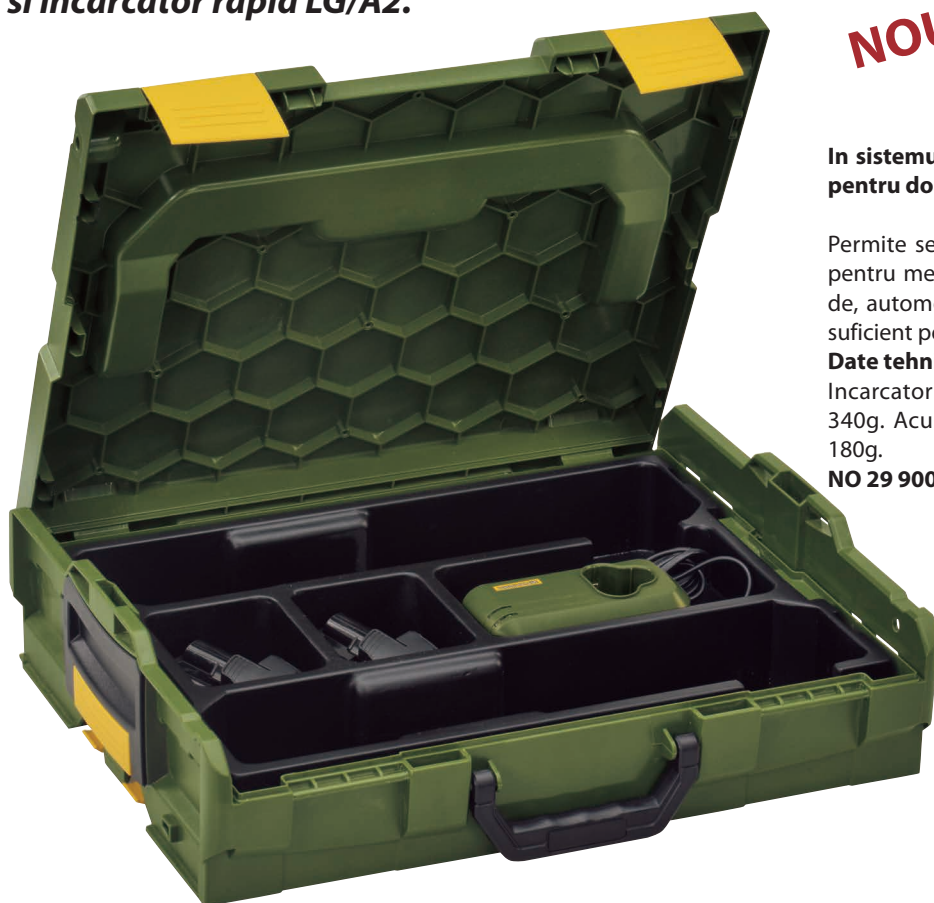 si incarcator rapid LG/A2.
NOU
In sistemu
pentru do
Permite se
pentru me
de, autom
suficient p
Date tehn
Incarcator
340g. Acu
180g.
NO 29 900